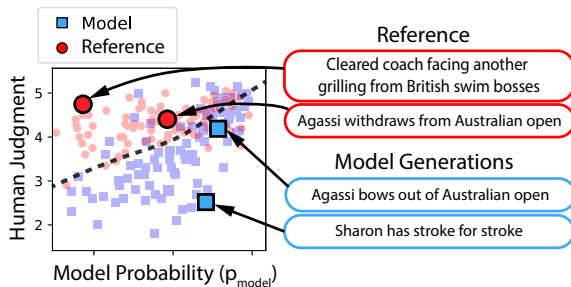 Model
Reference
Reference
Cleared coach facing another
grilling from British swim bosses
Agassi withdraws from Australian open
Model Generations
Agassi bows out of Australian open
Sharon has stroke for stroke
Human Judgment
5
4
3
2
Model Probability (p_model)